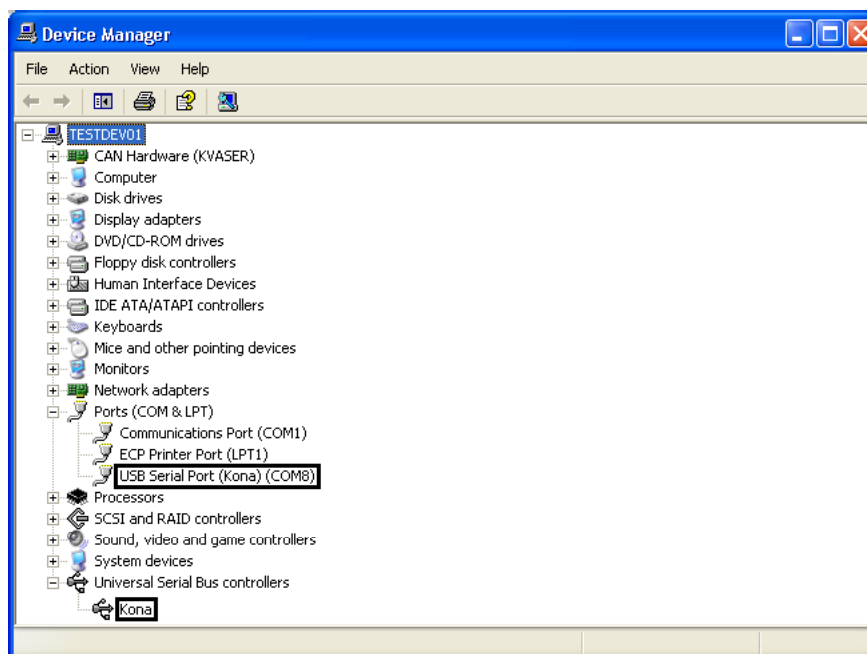 Device Manager
File Action View Help
TESTDEV01
CAN Hardware (KVASER)
Computer
Disk drives
Display adapters
DVD/CD-ROM drives
Floppy disk controllers
Human Interface Devices
IDE ATA/ATAPI controllers
Keyboards
Mice and other pointing devices
Monitors
Network adapters
Ports (COM & LPT)
Communications Port (COM1)
ECP Printer Port (LPT1)
USB Serial Port (Kona) (COM8)
Processors
SCSI and RAID controllers
Sound, video and game controllers
System devices
Universal Serial Bus controllers
Kona